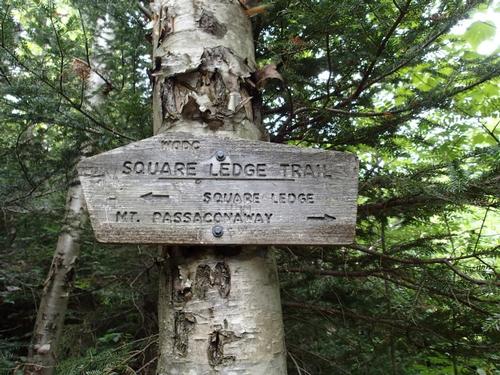 WODC
SQUARE LEDGE TRAIL
← SQUARE LEDGE
MT. PASSACONAWAY →